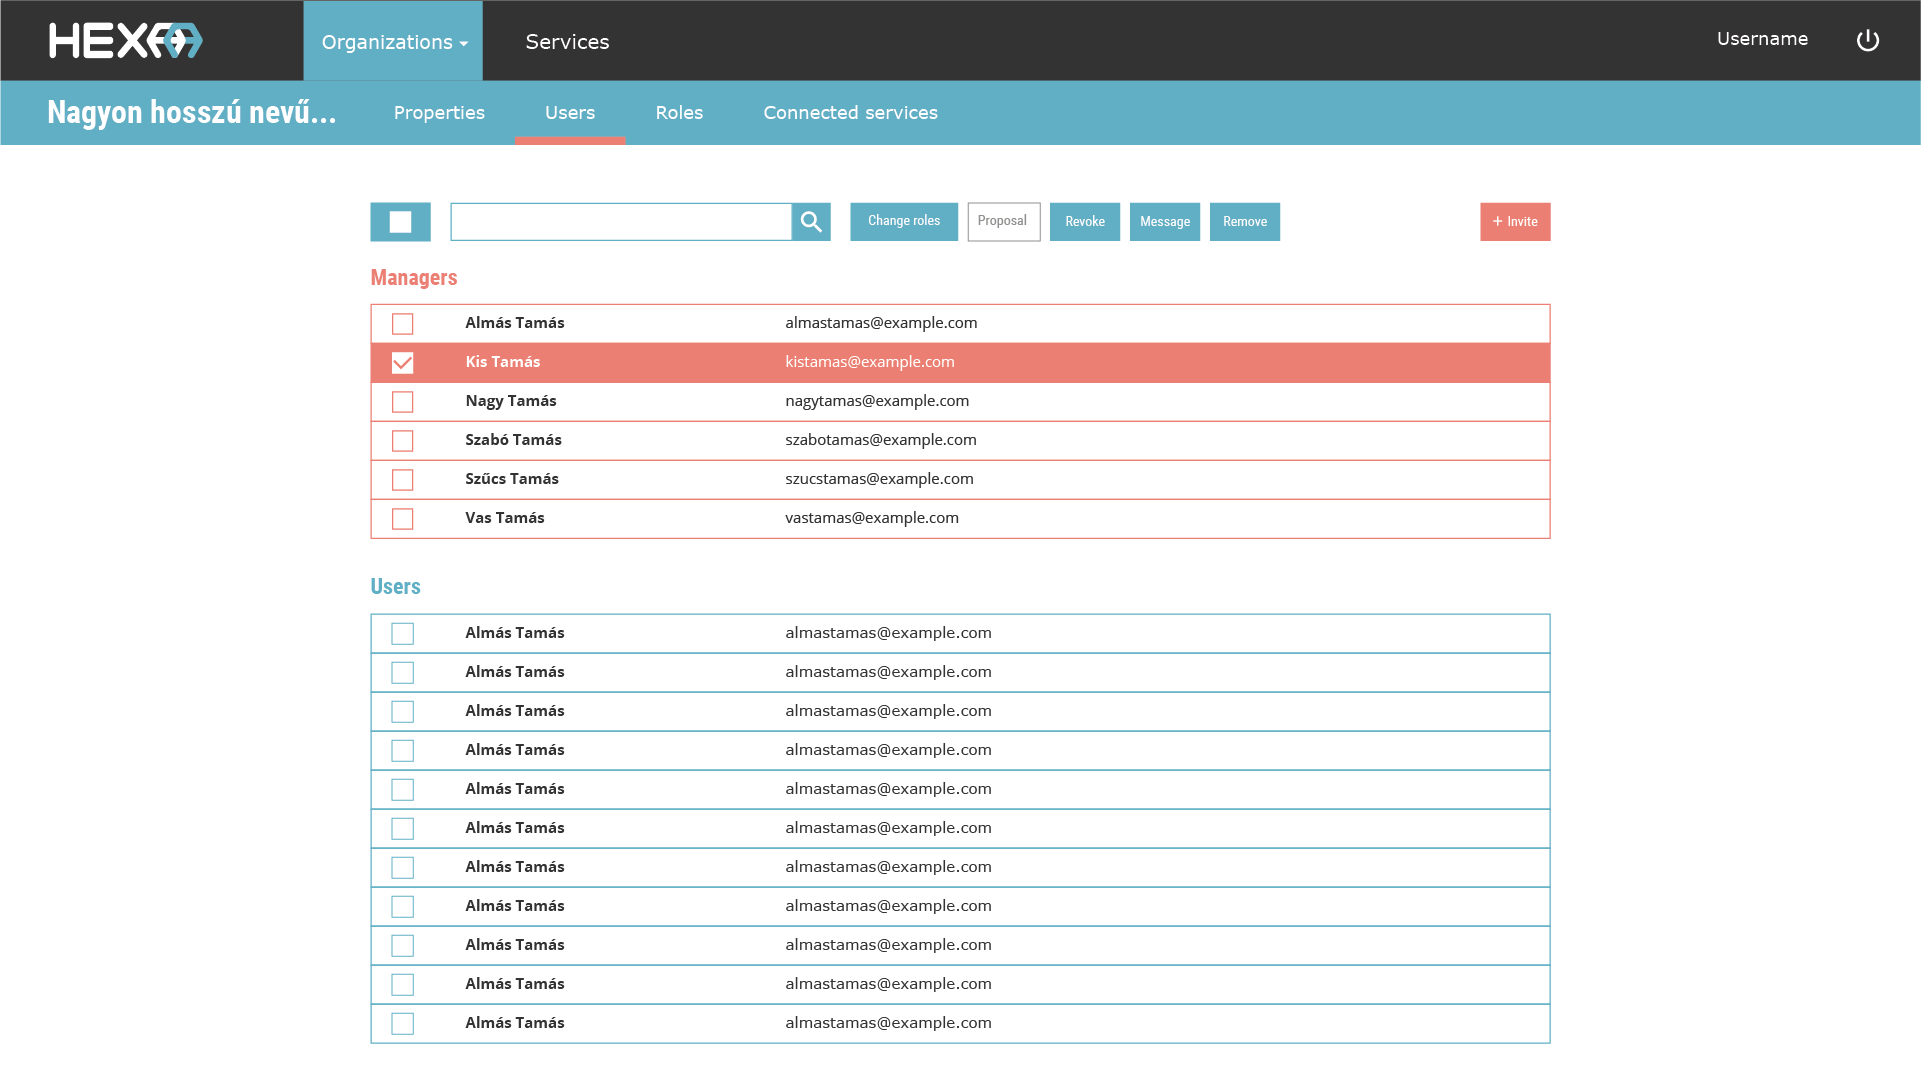 HEXAA Organizations Services Username
Nagyon hosszú nevű... Properties Users Roles Connected services
Change roles Proposal Revoke Message Remove + Invite
Managers
Almás Tamás almastamas@example.com
Kis Tamás kistamas@example.com
Nagy Tamás nagytamas@example.com
Szabó Tamás szabotamas@example.com
Szűcs Tamás szucstamas@example.com
Vas Tamás vastamas@example.com
Users
Almás Tamás almastamas@example.com
Almás Tamás almastamas@example.com
Almás Tamás almastamas@example.com
Almás Tamás almastamas@example.com
Almás Tamás almastamas@example.com
Almás Tamás almastamas@example.com
Almás Tamás almastamas@example.com
Almás Tamás almastamas@example.com
Almás Tamás almastamas@example.com
Almás Tamás almastamas@example.com
Almás Tamás almastamas@example.com